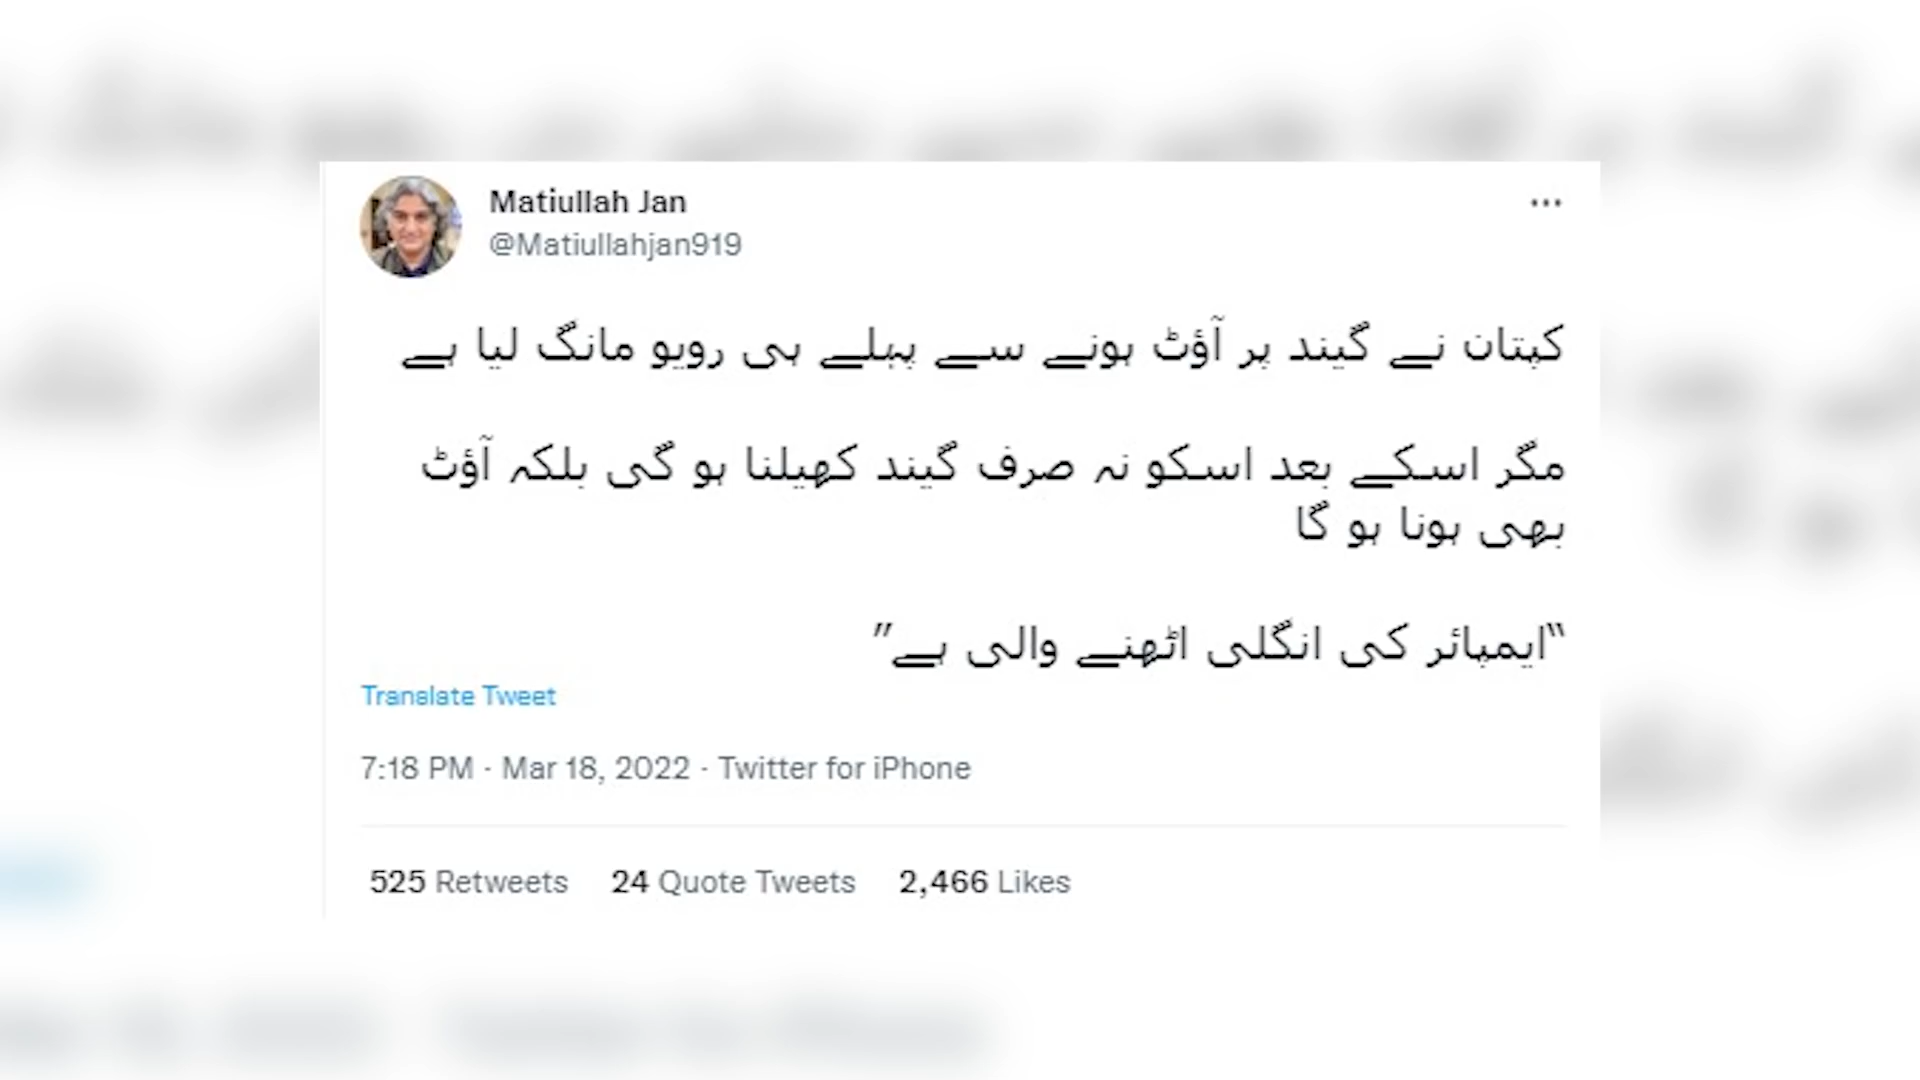 Matiullah Jan
@Matiullahjan919
کپتان نے گیند پر آؤٹ ہونے سے پہلے ہی رویو مانگ لیا ہے
مگر اسکے بعد اسکو نہ صرف گیند کھیلنا ہو گی بلکہ آؤٹ
بھی ہونا ہو گا
"ایمپائر کی انگلی اٹھنے والی ہے"
Translate Tweet
7:18 PM · Mar 18, 2022 · Twitter for iPhone
525 Retweets 24 Quote Tweets 2,466 Likes